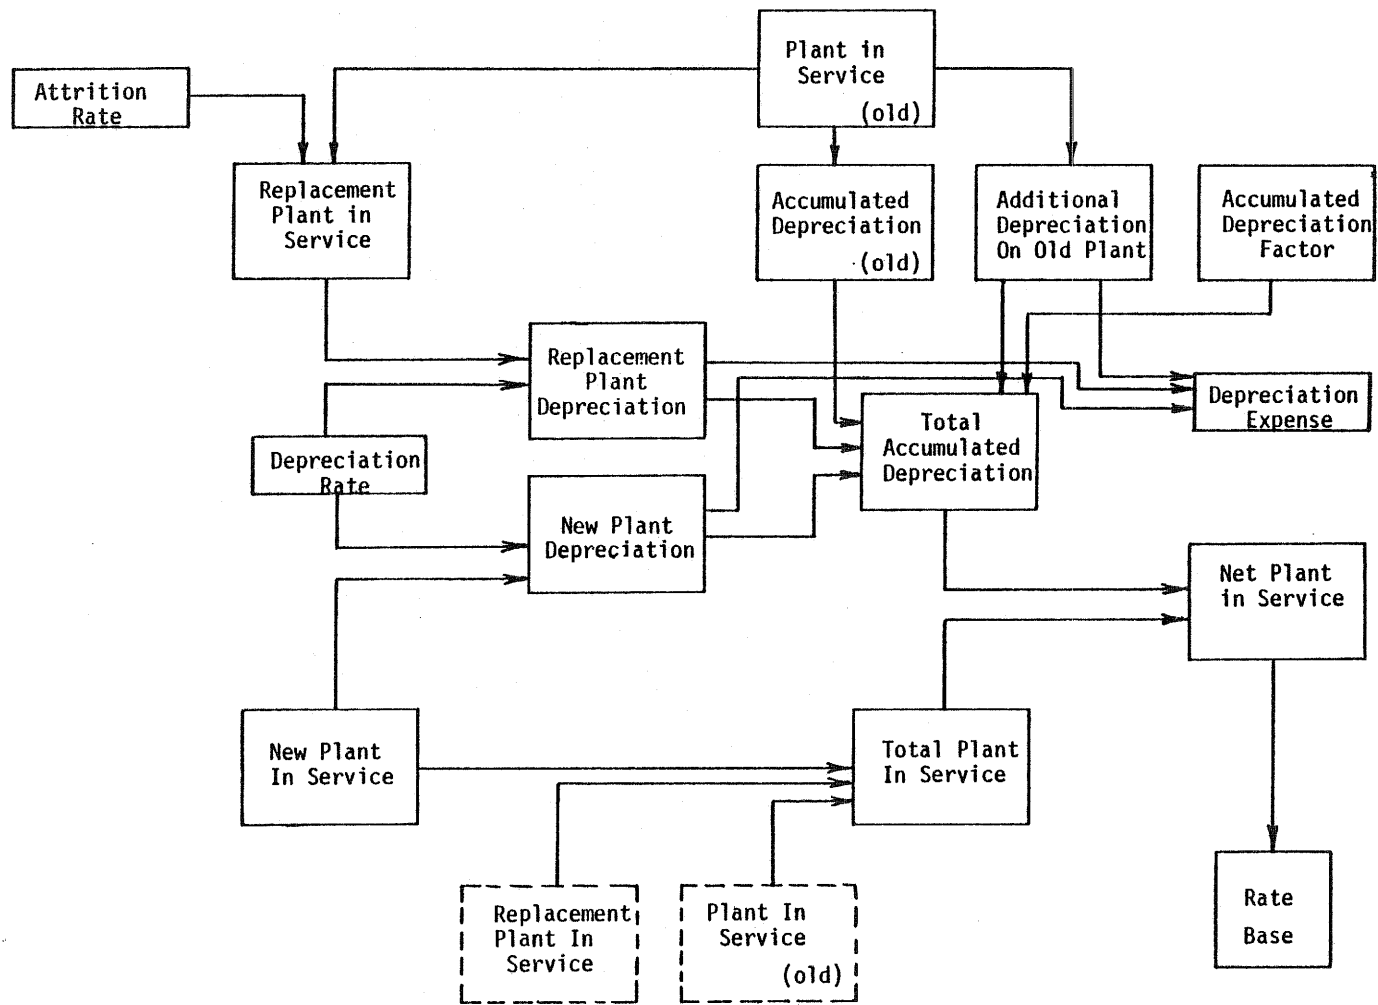 Plant in
Service
(old)
Attrition
Rate
Replacement
Plant in
Service
Accumulated
Depreciation
(old)
Additional
Depreciation
On Old Plant
Accumulated
Depreciation
Factor
Replacement
Plant
Depreciation
Depreciation
Expense
Total
Accumulated
Depreciation
Depreciation
Rate
New Plant
Depreciation
Net Plant
in Service
New Plant
In Service
Total Plant
In Service
Replacement
Plant In
Service
Plant In
Service
(old)
Rate
Base